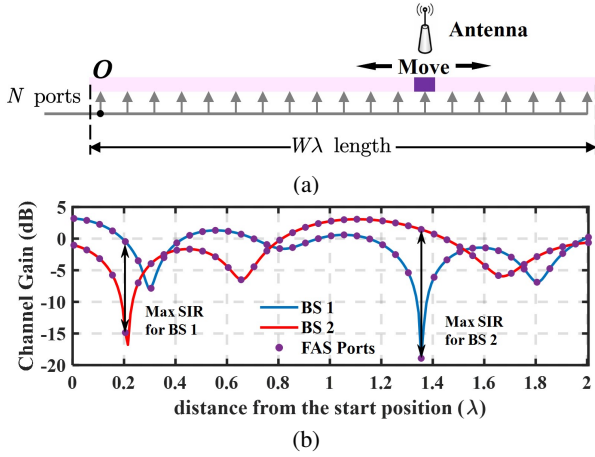 Antenna
O
Move
N ports
Wλ length
(a)
Channel Gain (dB)
5
0
-5
-10
-15
-20
Max SIR
for BS 1
BS 1
BS 2
FAS Ports
Max SIR
for BS 2
0 0.2 0.4 0.6 0.8 1 1.2 1.4 1.6 1.8 2
distance from the start position (λ)
(b)